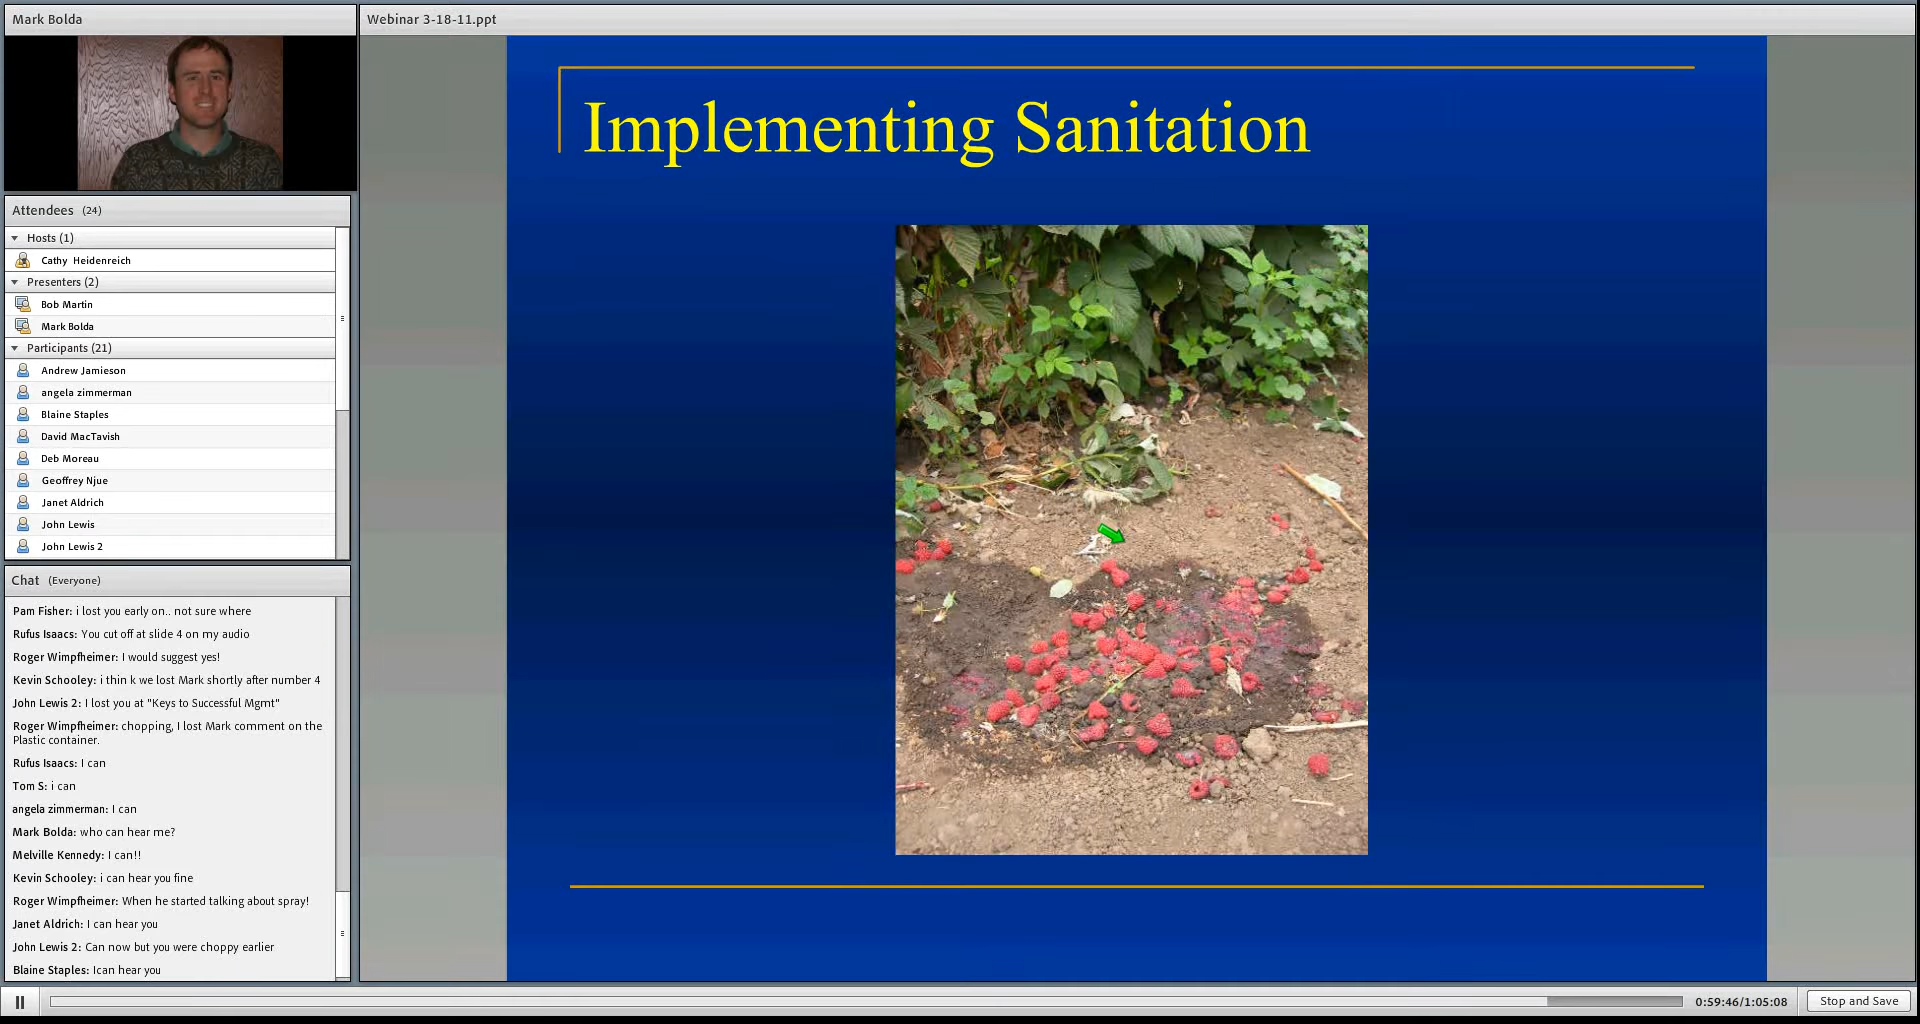 Mark Bolda
Webinar 3-18-11.ppt
Attendees (24)
Hosts (1)
Cathy Heidenreich
Presenters (2)
Bob Martin
Mark Bolda
Participants (21)
Andrew Jamieson
angela zimmerman
Blaine Staples
David MacTavish
Deb Moreau
Geoffrey Njue
Janet Aldrich
John Lewis
John Lewis 2
Chat (Everyone)
Pam Fisher: i lost you early on.. not sure where
Rufus Isaacs: You cut off at slide 4 on my audio
Roger Wimpfheimer: I would suggest yes!
Kevin Schooley: i thin k we lost Mark shortly after number 4
John Lewis 2: I lost you at "Keys to Successful Mgmt"
Roger Wimpfheimer: chopping, I lost Mark comment on the
Plastic container.
Rufus Isaacs: I can
Tom S: i can
angela zimmerman: I can
Mark Bolda: who can hear me?
Melville Kennedy: I can!!
Kevin Schooley: i can hear you fine
Roger Wimpfheimer: When he started talking about spray!
Janet Aldrich: I can hear you
John Lewis 2: Can now but you were choppy earlier
Blaine Staples: Ican hear you
Implementing Sanitation
0:59:46/1:05:08
Stop and Save